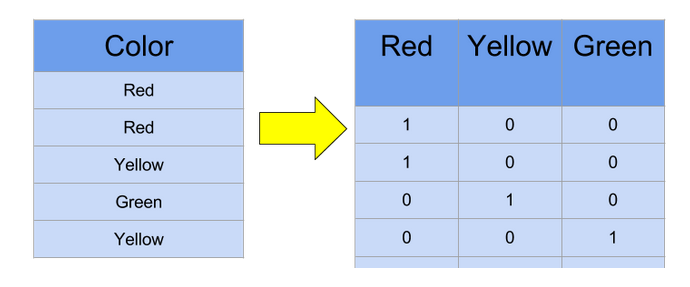 Color
Red
Red
Yellow
Green
Yellow
Red Yellow Green
1 0 0
1 0 0
0 1 0
0 0 1